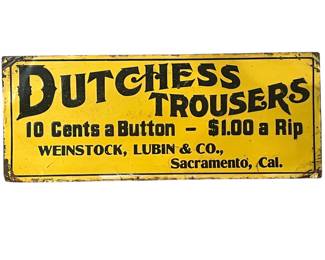 DUTCHESS
TROUSERS
10 Cents a Button - $1.00 a Rip
WEINSTOCK, LUBIN & CO.,
Sacramento, Cal.